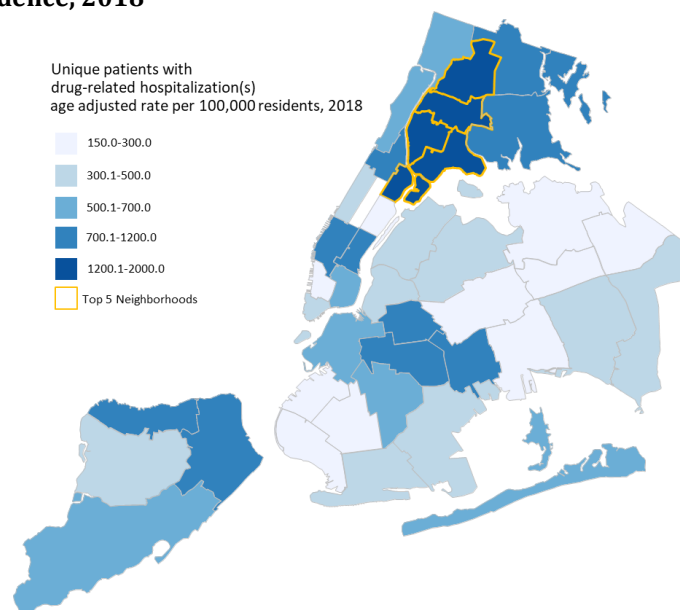 2018
Unique patients with
drug-related hospitalization(s)
age adjusted rate per 100,000 residents, 2018
150.0-300.0
300.1-500.0
500.1-700.0
700.1-1200.0
1200.1-2000.0
Top 5 Neighborhoods